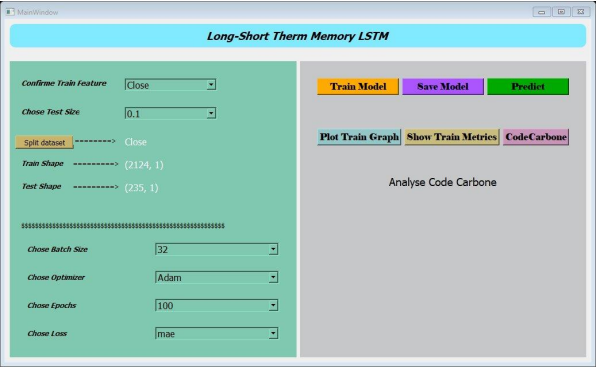 MainWindow
Long-Short Therm Memory LSTM
Confirme Train Feature Close
Chose Test Size 0.1
Split dataset --------> Close
Train Shape ---------> (2124, 1)
Test Shape ---------> (235, 1)
Chose Batch Size 32
Chose Optimizer Adam
Chose Epochs 100
Chose Loss mae
Train Model Save Model Predict
Plot Train Graph Show Train Metrics CodeCarbone
Analyse Code Carbone